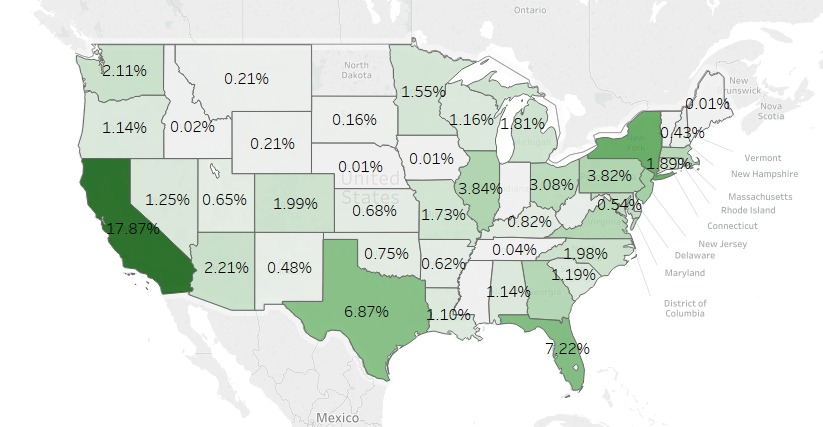 Ontario
2.11%
0.21%
North
Dakota
1.55%
New
runswick
0.01%
Nova
Scotia
1.14%
0.02%
0.16%
1.16%
1.81%
0.43%
0.21%
0.01%
0.01%
1.89%
Vermont
New Hampshire
United
States
3.84%
3.08%
3.82%
Massachusetts
Rhode Island
Connecticut
1.25%
0.65%
1.99%
0.68%
1.73%
0.54%
17.87%
0.82%
New Jersey
Delaware
Maryland
2.21%
0.48%
0.75%
0.62%
0.04%
1.98%
1.19%
6.87%
1.10%
1.14%
District of
Columbia
7.22%
Mexico